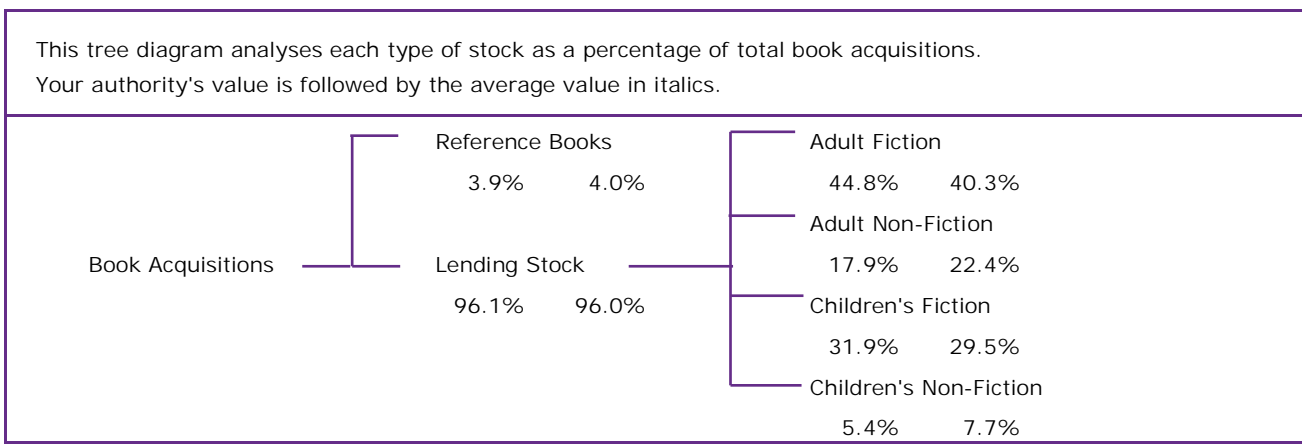 This tree diagram analyses each type of stock as a percentage of total book acquisitions.
Your authority's value is followed by the average value in italics.
Reference Books Adult Fiction
3.9% 4.0% 44.8% 40.3%
Adult Non-Fiction
Book Acquisitions Lending Stock 17.9% 22.4%
96.1% 96.0% Children's Fiction
31.9% 29.5%
Children's Non-Fiction
5.4% 7.7%